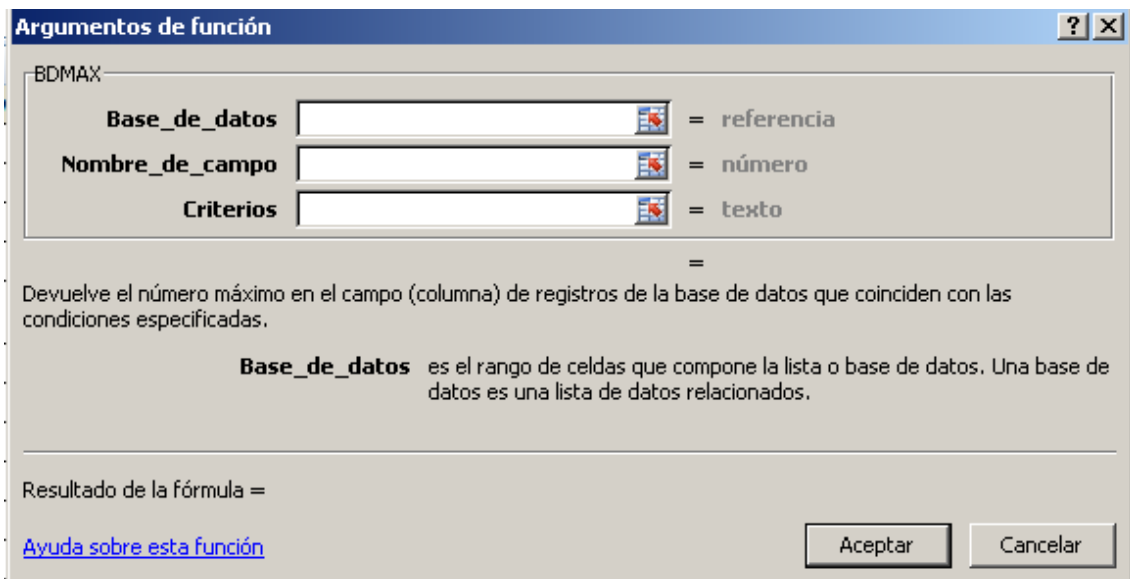 Argumentos de función
BDMAX
Base_de_datos = referencia
Nombre_de_campo = número
Criterios = texto
=
Devuelve el número máximo en el campo (columna) de registros de la base de datos que coinciden con las
condiciones especificadas.
Base_de_datos es el rango de celdas que compone la lista o base de datos. Una base de
datos es una lista de datos relacionados.
Resultado de la fórmula =
Ayuda sobre esta función
Aceptar Cancelar